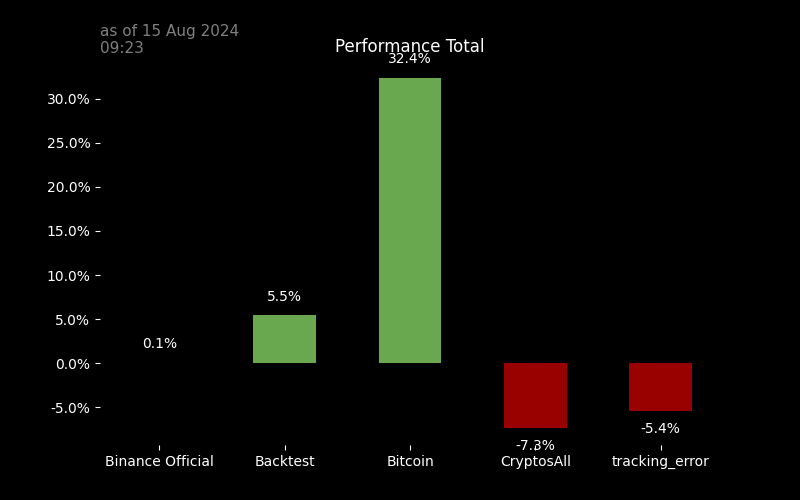 as of 15 Aug 2024
09:23
Performance Total
32.4%
30.0%
25.0%
20.0%
15.0%
10.0%
5.5%
5.0%
0.1%
0.0%
-5.0%
-5.4%
-7.3%
Binance Official
Backtest
Bitcoin
CryptosAll
tracking_error